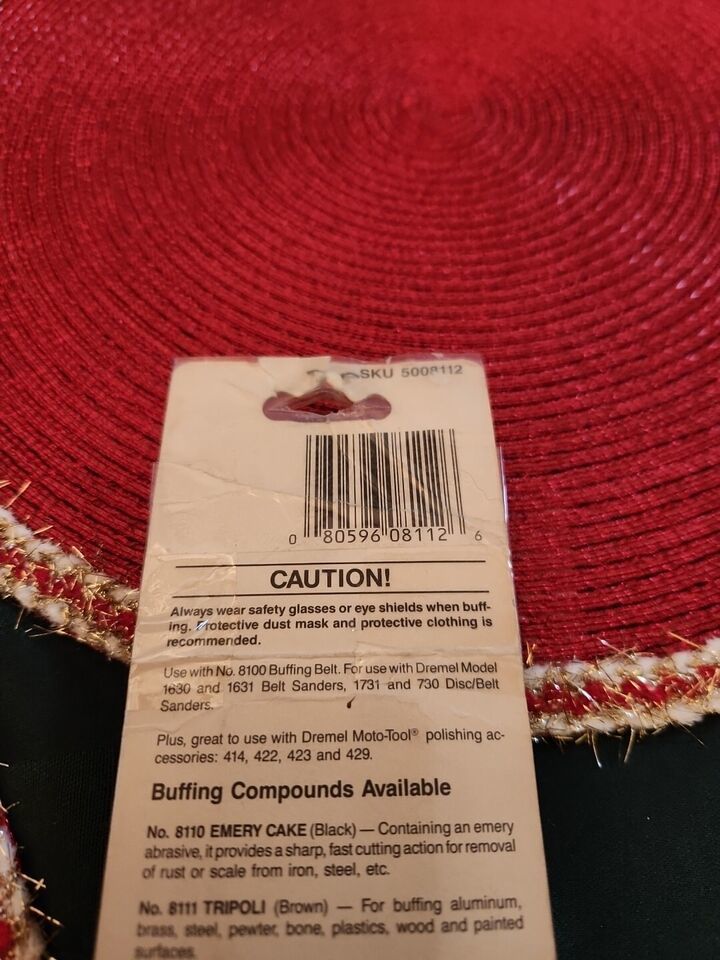 SKU 5008112
0 80596 08112 6
CAUTION!
Always wear safety glasses or eye shields when buff-
ing. Protective dust mask and protective clothing is
recommended.
Use with No. 8100 Buffing Belt. For use with Dremel Model
1630 and 1631 Belt Sanders, 1731 and 730 Disc/Belt
Sanders.
Plus, great to use with Dremel Moto-Tool® polishing ac-
cessories: 414, 422, 423 and 429.
Buffing Compounds Available
No. 8110 EMERY CAKE (Black) — Containing an emery
abrasive, it provides a sharp, fast cutting action for removal
of rust or scale from iron, steel, etc.
No. 8111 TRIPOLI (Brown) — For buffing aluminum,
brass, steel, pewter, bone, plastics, wood and painted
surfaces.